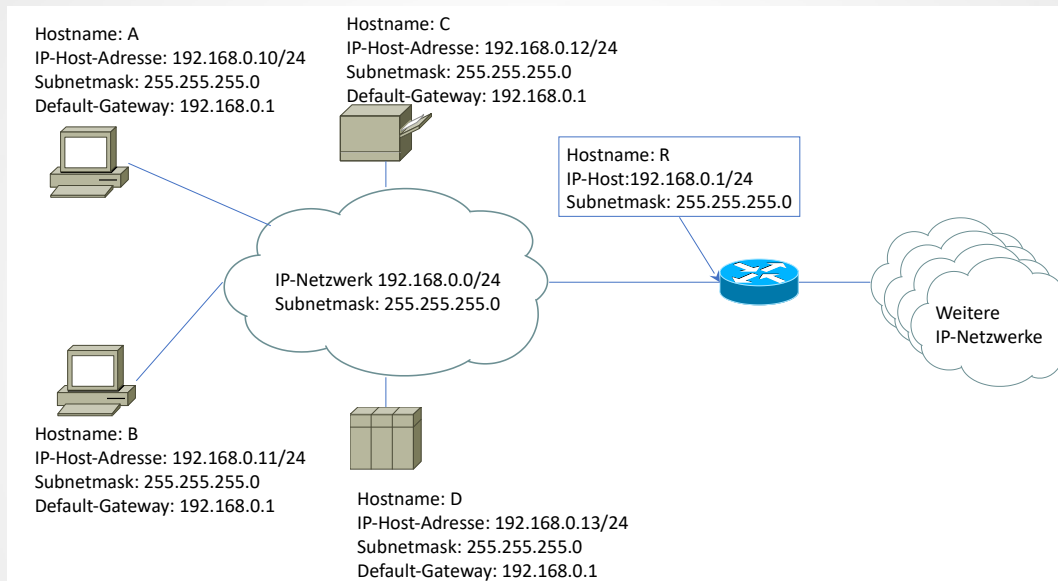 Hostname: A
IP-Host-Adresse: 192.168.0.10/24
Subnetmask: 255.255.255.0
Default-Gateway: 192.168.0.1
Hostname: C
IP-Host-Adresse: 192.168.0.12/24
Subnetmask: 255.255.255.0
Default-Gateway: 192.168.0.1
Hostname: R
IP-Host:192.168.0.1/24
Subnetmask: 255.255.255.0
IP-Netzwerk 192.168.0.0/24
Subnetmask: 255.255.255.0
Weitere
IP-Netzwerke
Hostname: B
IP-Host-Adresse: 192.168.0.11/24
Subnetmask: 255.255.255.0
Default-Gateway: 192.168.0.1
Hostname: D
IP-Host-Adresse: 192.168.0.13/24
Subnetmask: 255.255.255.0
Default-Gateway: 192.168.0.1